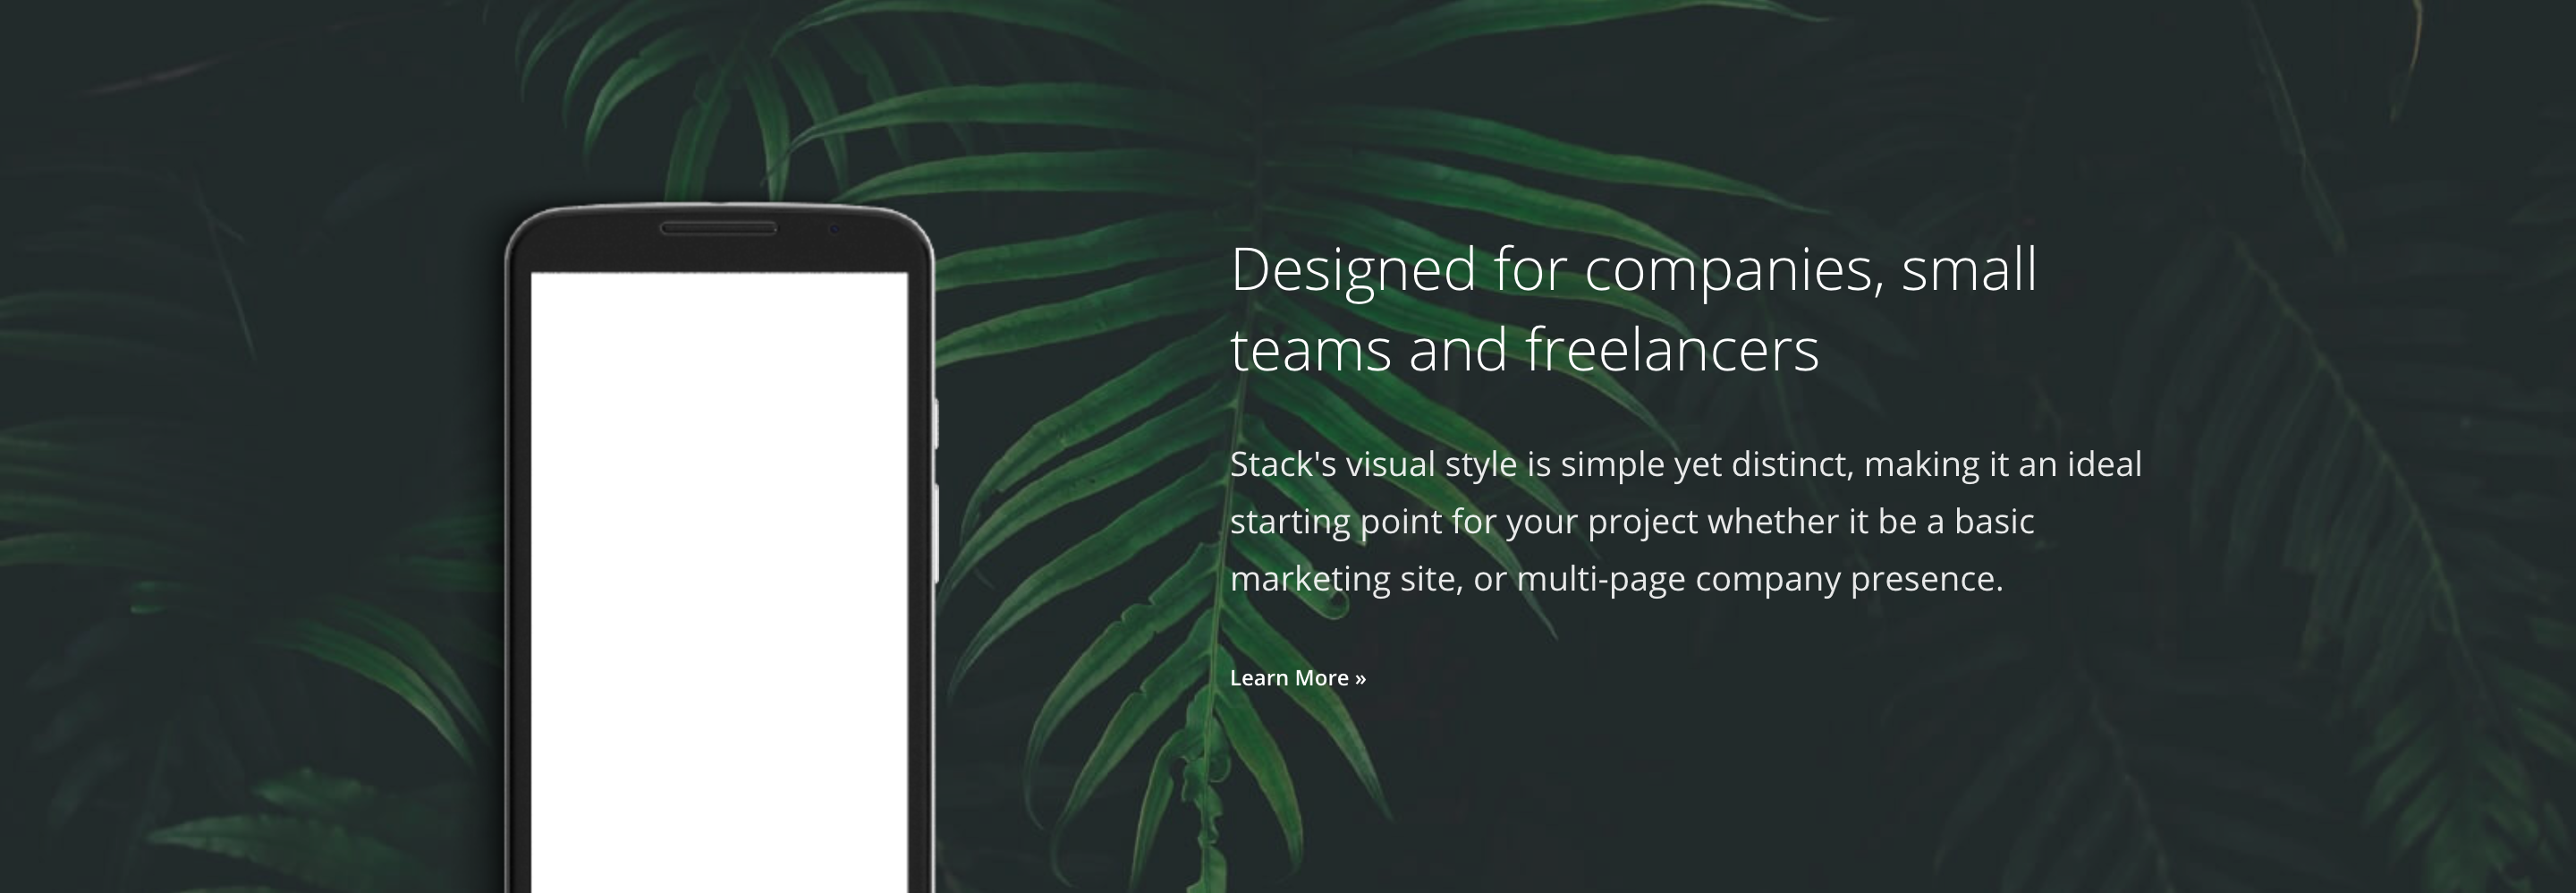 Designed for companies, small
teams and freelancers
Stack's visual style is simple yet distinct, making it an ideal
starting point for your project whether it be a basic
marketing site, or multi-page company presence.
Learn More »